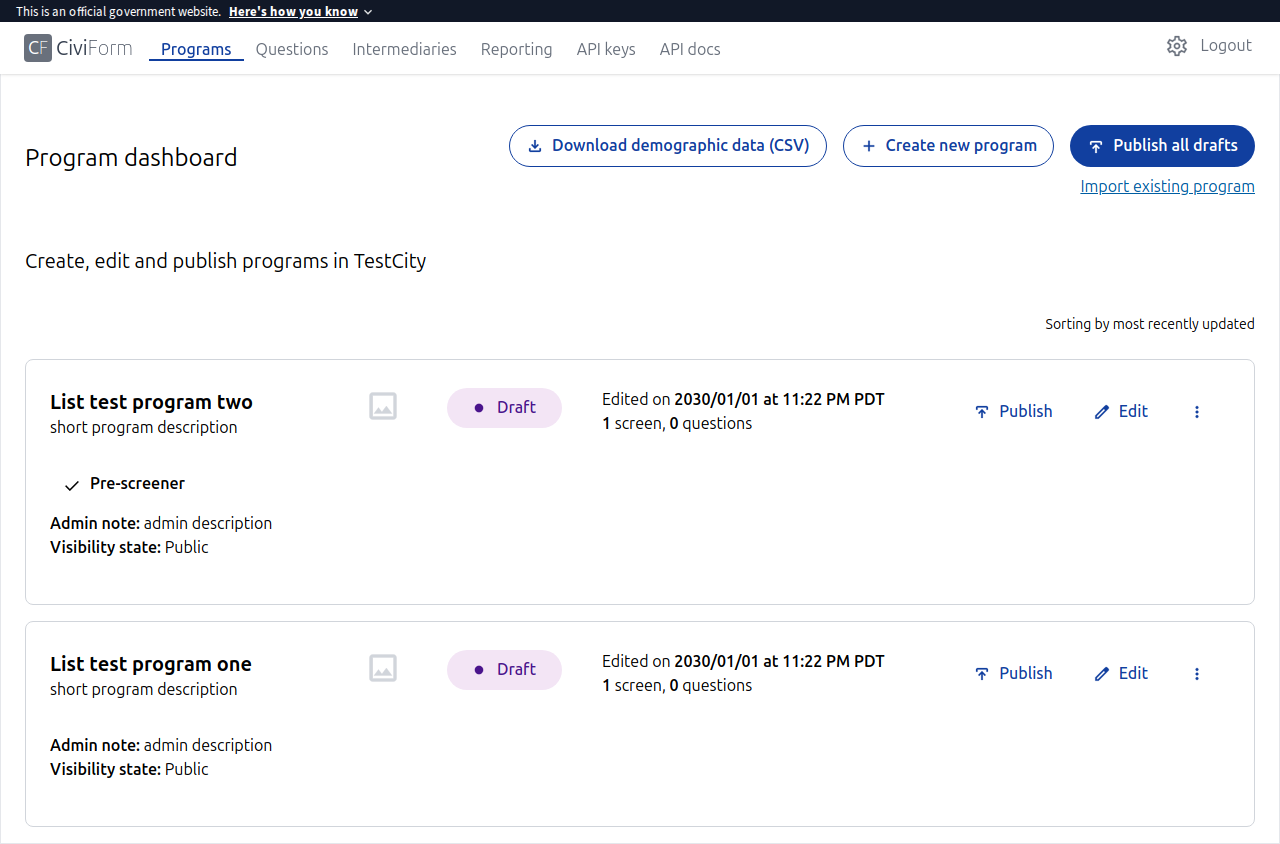 This is an official government website. Here's how you know
CF CiviForm Programs Questions Intermediaries Reporting API keys API docs Logout
Program dashboard
Download demographic data (CSV) Create new program Publish all drafts
Import existing program
Create, edit and publish programs in TestCity
Sorting by most recently updated
List test program two
short program description
Draft
Edited on 2030/01/01 at 11:22 PM PDT
1 screen, 0 questions
Publish Edit
Pre-screener
Admin note: admin description
Visibility state: Public
List test program one
short program description
Draft
Edited on 2030/01/01 at 11:22 PM PDT
1 screen, 0 questions
Publish Edit
Admin note: admin description
Visibility state: Public